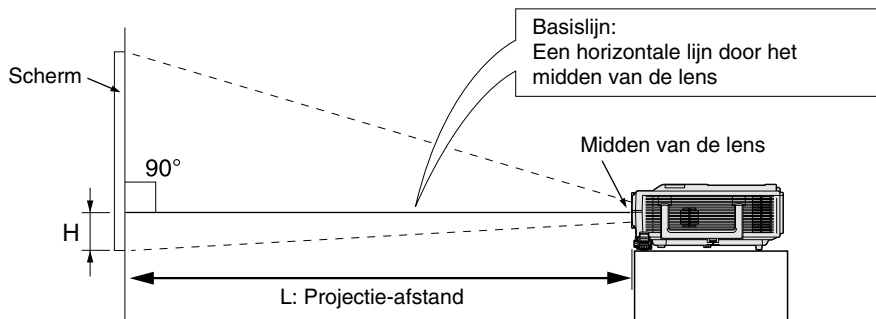 Basislijn:
Een horizontale lijn door het
midden van de lens
Scherm
Midden van de lens
90°
H
L: Projectie-afstand